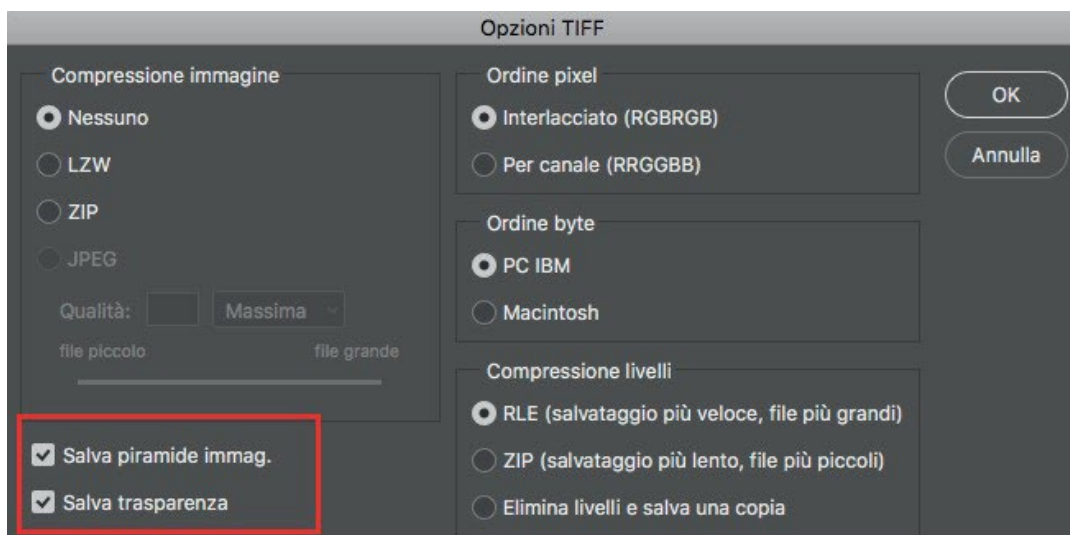 Opzioni TIFF
Compressione immagine
Nessuno
LZW
ZIP
JPEG
Qualità: Massima
file piccolo file grande
Salva piramide immag.
Salva trasparenza
Ordine pixel
Interlacciato (RGBRGB)
Per canale (RRGGBB)
Ordine byte
PC IBM
Macintosh
Compressione livelli
RLE (salvataggio più veloce, file più grandi)
ZIP (salvataggio più lento, file più piccoli)
Elimina livelli e salva una copia
OK
Annulla